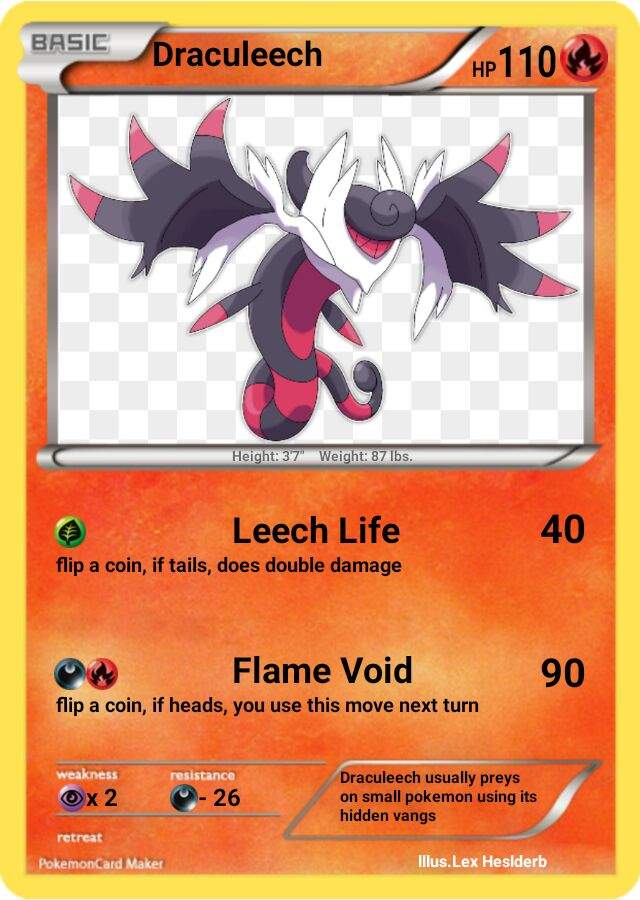 BASIC
Draculeech
HP 110
Height: 3'7" Weight: 87 lbs.
Leech Life 40
flip a coin, if tails, does double damage
Flame Void 90
flip a coin, if heads, you use this move next turn
weakness resistance
x 2 - 26
Draculeech usually preys
on small pokemon using its
hidden vangs
retreat
PokemonCard Maker
Illus.Lex Heslderb